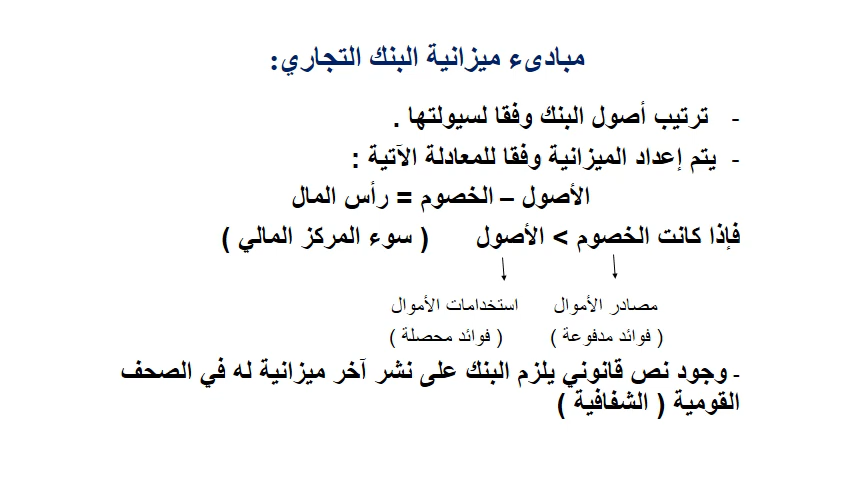 مبادىء ميزانية البنك التجاري:
- ترتيب أصول البنك وفقا لسيولتها .
- يتم إعداد الميزانية وفقا للمعادلة الآتية :
الأصول – الخصوم = رأس المال
فإذا كانت الخصوم > الأصول ( سوء المركز المالي )
مصادر الأموال استخدامات الأموال
( فوائد مدفوعة ) ( فوائد محصلة )
- وجود نص قانوني يلزم البنك على نشر آخر ميزانية له في الصحف
القومية ( الشفافية )